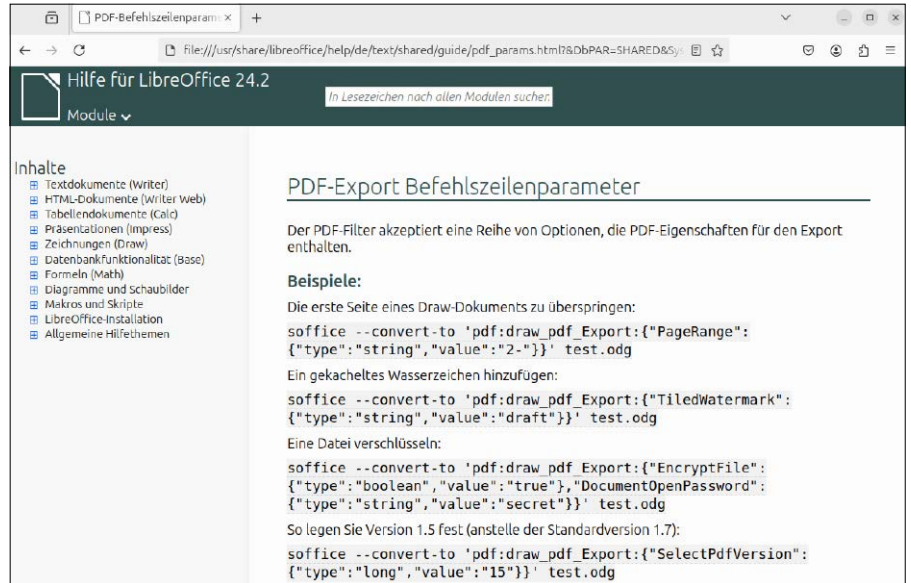 PDF-Befehlszeilenparam
file:///usr/share/libreoffice/help/de/text/shared/guide/pdf_params.html?&DbPAR=SHARED&Sy
Hilfe für LibreOffice 24.2
In Lesezeichen nach allen Modulen suchen
Module
Inhalte
Textdokumente (Writer)
HTML-Dokumente (Writer Web)
Tabellendokumente (Calc)
Präsentationen (Impress)
Zeichnungen (Draw)
Datenbankfunktionalität (Base)
Formeln (Math)
Diagramme und Schaubilder
Makros und Skripte
LibreOffice-Installation
Allgemeine Hilfethemen
PDF-Export Befehlszeilenparameter
Der PDF-Filter akzeptiert eine Reihe von Optionen, die PDF-Eigenschaften für den Export
enthalten.
Beispiele:
Die erste Seite eines Draw-Dokuments zu überspringen:
soffice --convert-to 'pdf:draw_pdf_Export:{"PageRange":
{"type":"string","value":"2-"}}' test.odg
Ein gekacheltes Wasserzeichen hinzufügen:
soffice --convert-to 'pdf:draw_pdf_Export:{"TiledWatermark":
{"type":"string","value":"draft"}}' test.odg
Eine Datei verschlüsseln:
soffice --convert-to 'pdf:draw_pdf_Export:{"EncryptFile":
{"type":"boolean","value":"true"},"DocumentOpenPassword":
{"type":"string","value":"secret"}}' test.odg
So legen Sie Version 1.5 fest (anstelle der Standardversion 1.7):
soffice --convert-to 'pdf:draw_pdf_Export:{"SelectPdfVersion":
{"type":"long","value":"15"}}' test.odg